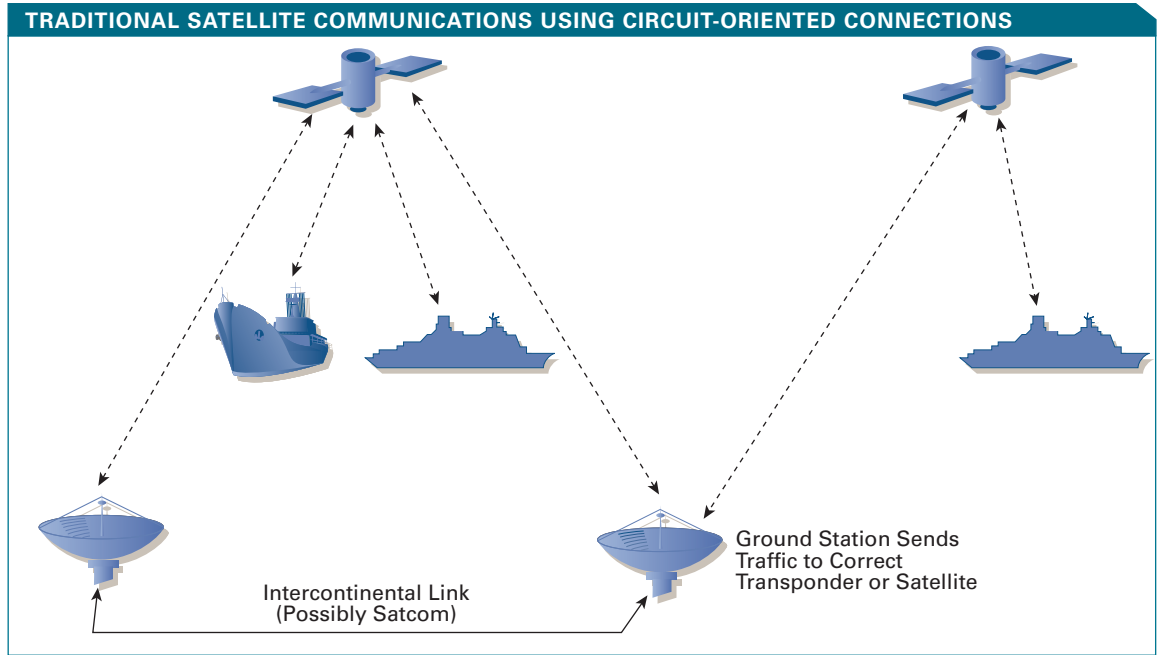 TRADITIONAL SATELLITE COMMUNICATIONS USING CIRCUIT-ORIENTED CONNECTIONS
Ground Station Sends
Traffic to Correct
Transponder or Satellite
Intercontinental Link
(Possibly Satcom)